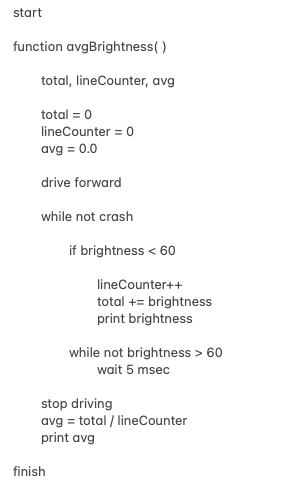 start
function avgBrightness( )
total, lineCounter, avg
total = 0
lineCounter = 0
avg = 0.0
drive forward
while not crash
if brightness < 60
lineCounter++
total += brightness
print brightness
while not brightness > 60
wait 5 msec
stop driving
avg = total / lineCounter
print avg
finish